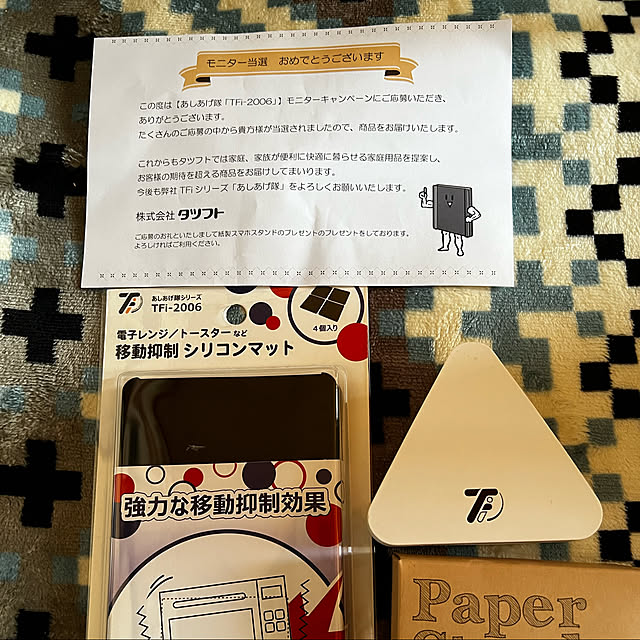 モニター当選 おめでとうございます
この度は【あしあげ隊「TFi-2006」】モニターキャンペーンにご応募いただき、
ありがとうございます。
たくさんのご応募の中から貴方様が当選されましたので、商品をお届けいたします。
これからもタツフトでは家庭、家族が便利に快適に暮らせる家庭用品を提案し、
お客様の期待を超える商品をお届けしてまいります。
今後も弊社 TFi シリーズ「あしあげ隊」をよろしくお願いいたします。
株式会社 タツフト
ご応募のお礼といたしまして紙製スマホスタンドのプレゼントのプレゼントをしております。
よろしければご利用ください。
あしあげ隊シリーズ
TFi-2006
4個入り
電子レンジ/トースターなど
移動抑制 シリコンマット
強力な移動抑制効果
TFi
Paper